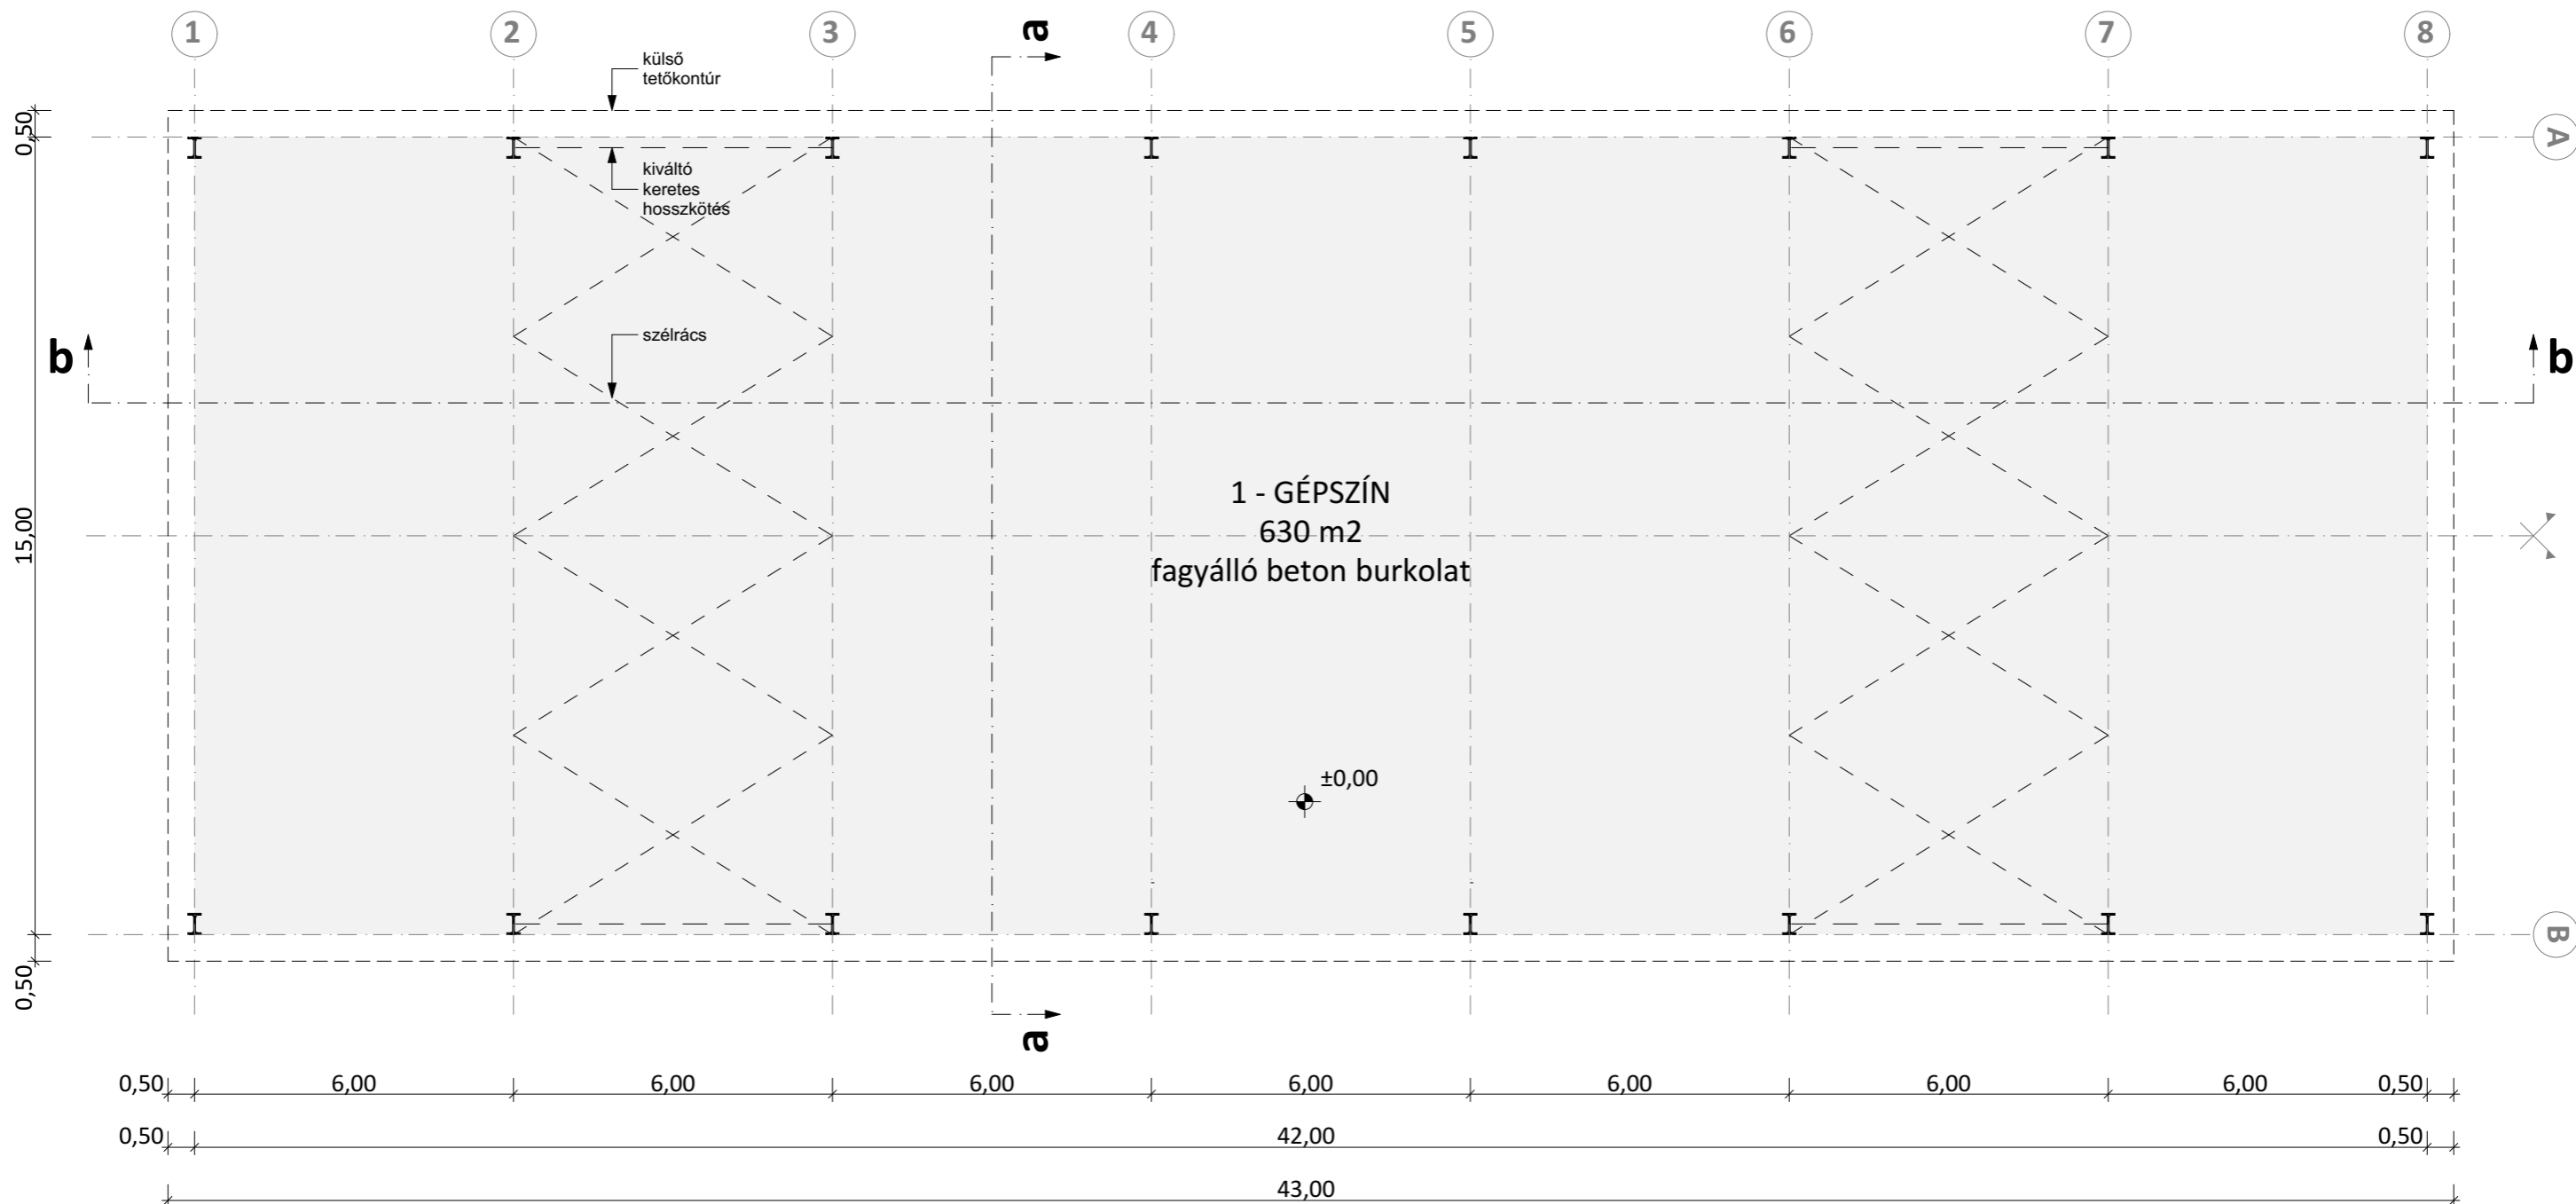 1 2 3 a 4 5 6 7 8
külső
tetőkontúr
0,50
A
kiváltó
keretes
hosszkötés
szélrács
b b
1 - GÉPSZÍN
630 m2
fagyálló beton burkolat
15,00
±0,00
B
0,50
a
0,50 6,00 6,00 6,00 6,00 6,00 6,00 6,00 0,50
0,50 42,00 0,50
43,00